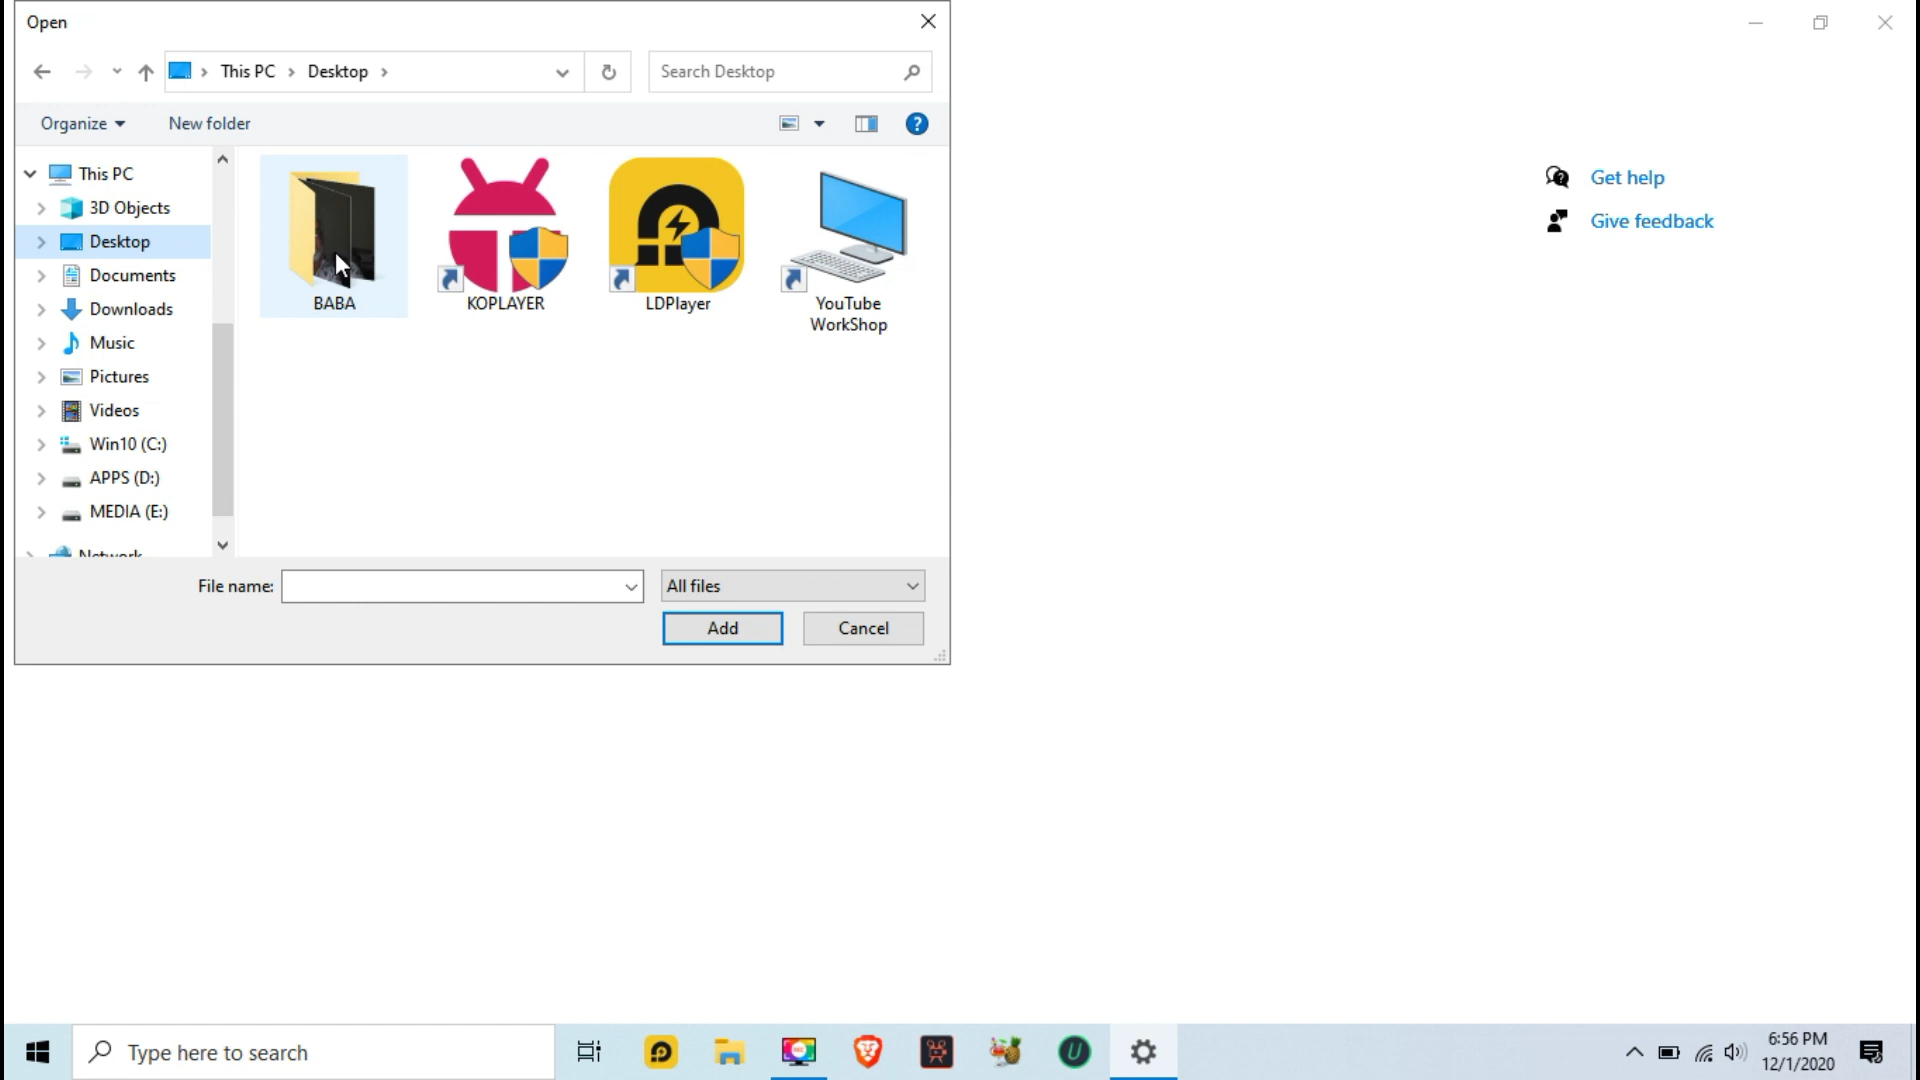 Open
This PC
Desktop
Search Desktop
Organize
New folder
This PC
3D Objects
Desktop
Documents
Downloads
Music
Pictures
Videos
Win10 (C:)
APPS (D:)
MEDIA (E:)
Network
BABA
KOPLAYER
LDPlayer
YouTube
WorkShop
File name:
All files
Add
Cancel
Get help
Give feedback
Type here to search
6:56 PM
12/1/2020